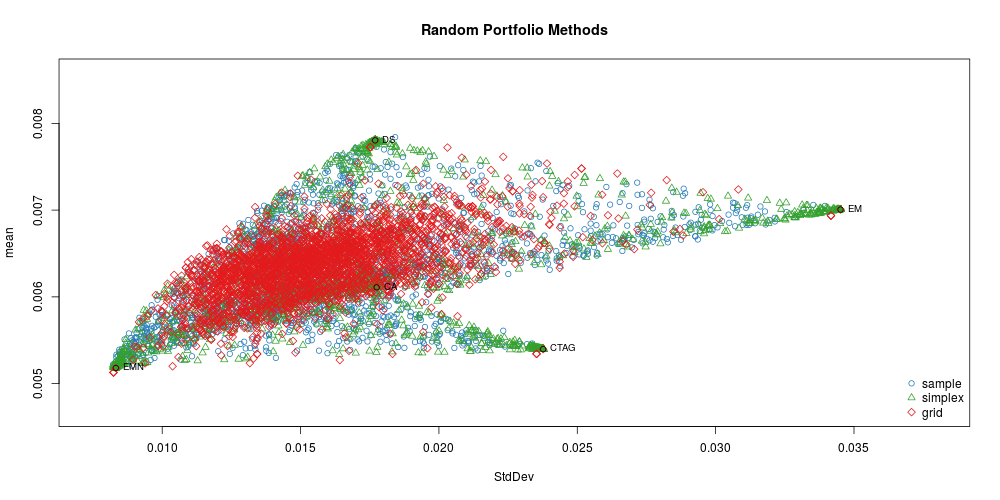 Random Portfolio Methods
mean
0.008
0.007
0.006
0.005
DS
EM
CA
CTAG
EMN
sample
simplex
grid
0.010 0.015 0.020 0.025 0.030 0.035
StdDev